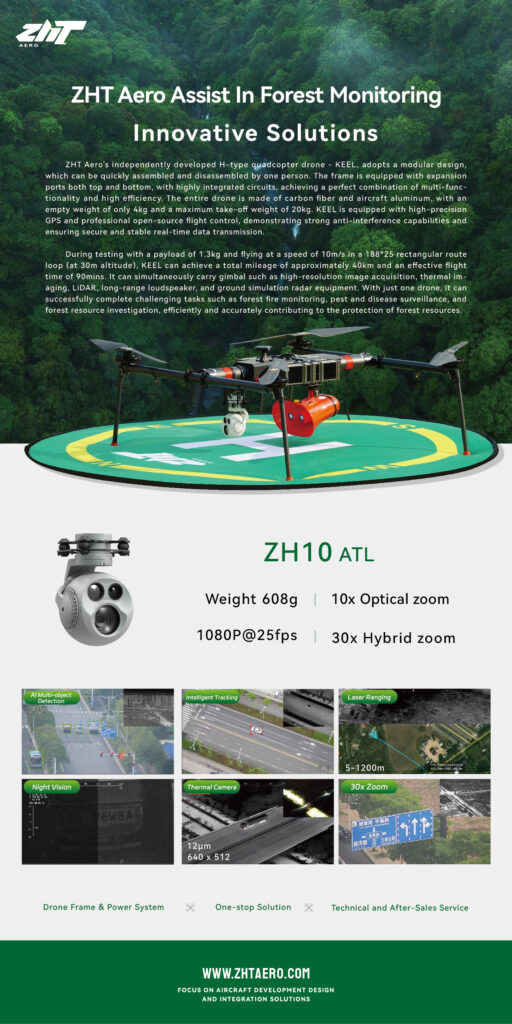 ZHT
AERO
ZHT Aero Assist In Forest Monitoring
Innovative Solutions
ZHT Aero's independently developed H-type quadcopter drone - KEEL, adopts a modular design,
which can be quickly assembled and disassembled by one person. The frame is equipped with expansion
ports both top and bottom, with highly integrated circuits, achieving a perfect combination of multi-func-
tionality and high efficiency. The entire drone is made of carbon fiber and aircraft aluminum, with an
empty weight of only 4kg and a maximum take-off weight of 20kg. KEEL is equipped with high-precision
GPS and professional open-source flight control, demonstrating strong anti-interference capabilities and
ensuring secure and stable real-time data transmission.
During testing with a payload of 1.3kg and flying at a speed of 10m/s in a 188*25 rectangular route
loop (at 30m altitude), KEEL can achieve a total mileage of approximately 40km and an effective flight
time of 90mins. It can simultaneously carry gimbal such as high-resolution image acquisition, thermal im-
aging, LIDAR, long-range loudspeaker, and ground simulation radar equipment. With just one drone, it can
successfully complete challenging tasks such as forest fire monitoring, pest and disease surveillance, and
forest resource investigation, efficiently and accurately contributing to the protection of forest resources.
E
S
H
ZHT
N
W
ZH10 ATL
Weight 608g | 10x Optical zoom
1080P@25fps | 30x Hybrid zoom
AI Multi-object
Detection
Intelligent Tracking
Laser Ranging
5-1200m
Night Vision
Thermal Camera
12μm
640 x 512
30x Zoom
Drone Frame & Power System
One-stop Solution
Technical and After-Sales Service
WWW.ZHTAERO.COM
FOCUS ON AIRCRAFT DEVELOPMENT DESIGN
AND INTEGRATION SOLUTIONS